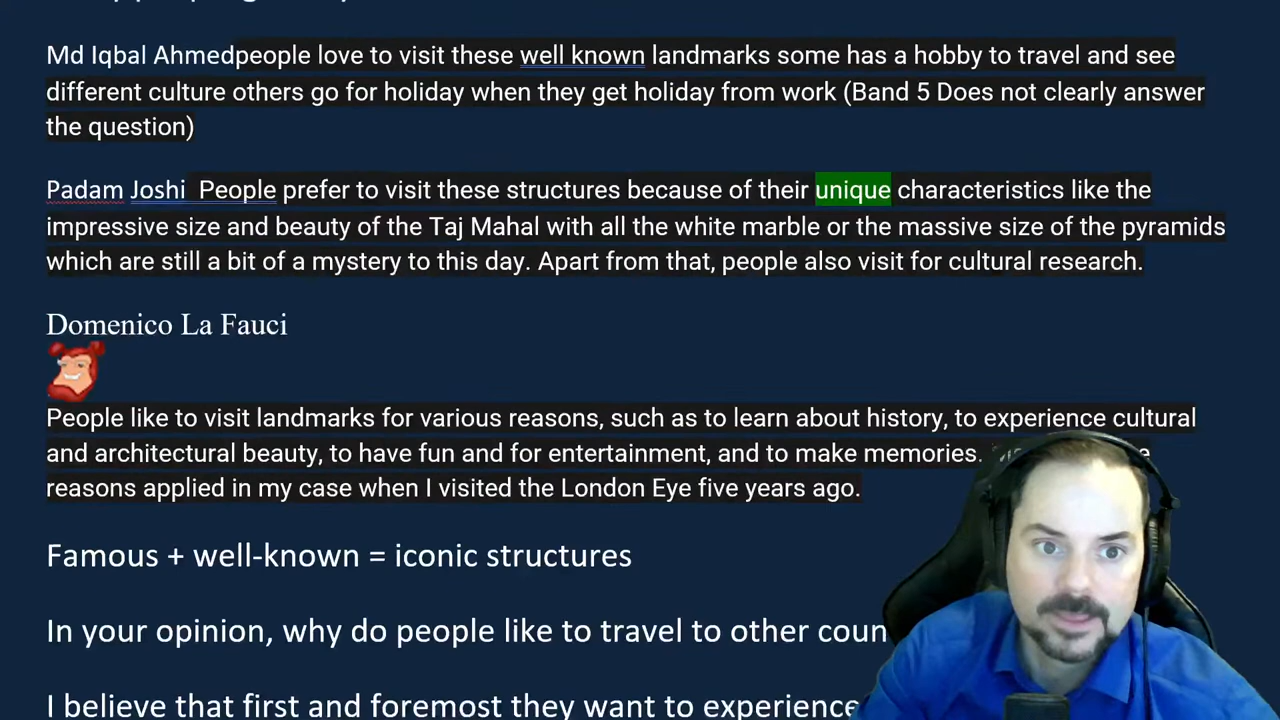 Md Iqbal Ahmedpeople love to visit these well known landmarks some has a hobby to travel and see
different culture others go for holiday when they get holiday from work (Band 5 Does not clearly answer
the question)
Padam Joshi People prefer to visit these structures because of their unique characteristics like the
impressive size and beauty of the Taj Mahal with all the white marble or the massive size of the pyramids
which are still a bit of a mystery to this day. Apart from that, people also visit for cultural research.
Domenico La Fauci
People like to visit landmarks for various reasons, such as to learn about history, to experience cultural
and architectural beauty, to have fun and for entertainment, and to make memories.
reasons applied in my case when I visited the London Eye five years ago.
Famous + well-known = iconic structures
In your opinion, why do people like to travel to other coun
I believe that first and foremost they want to experience